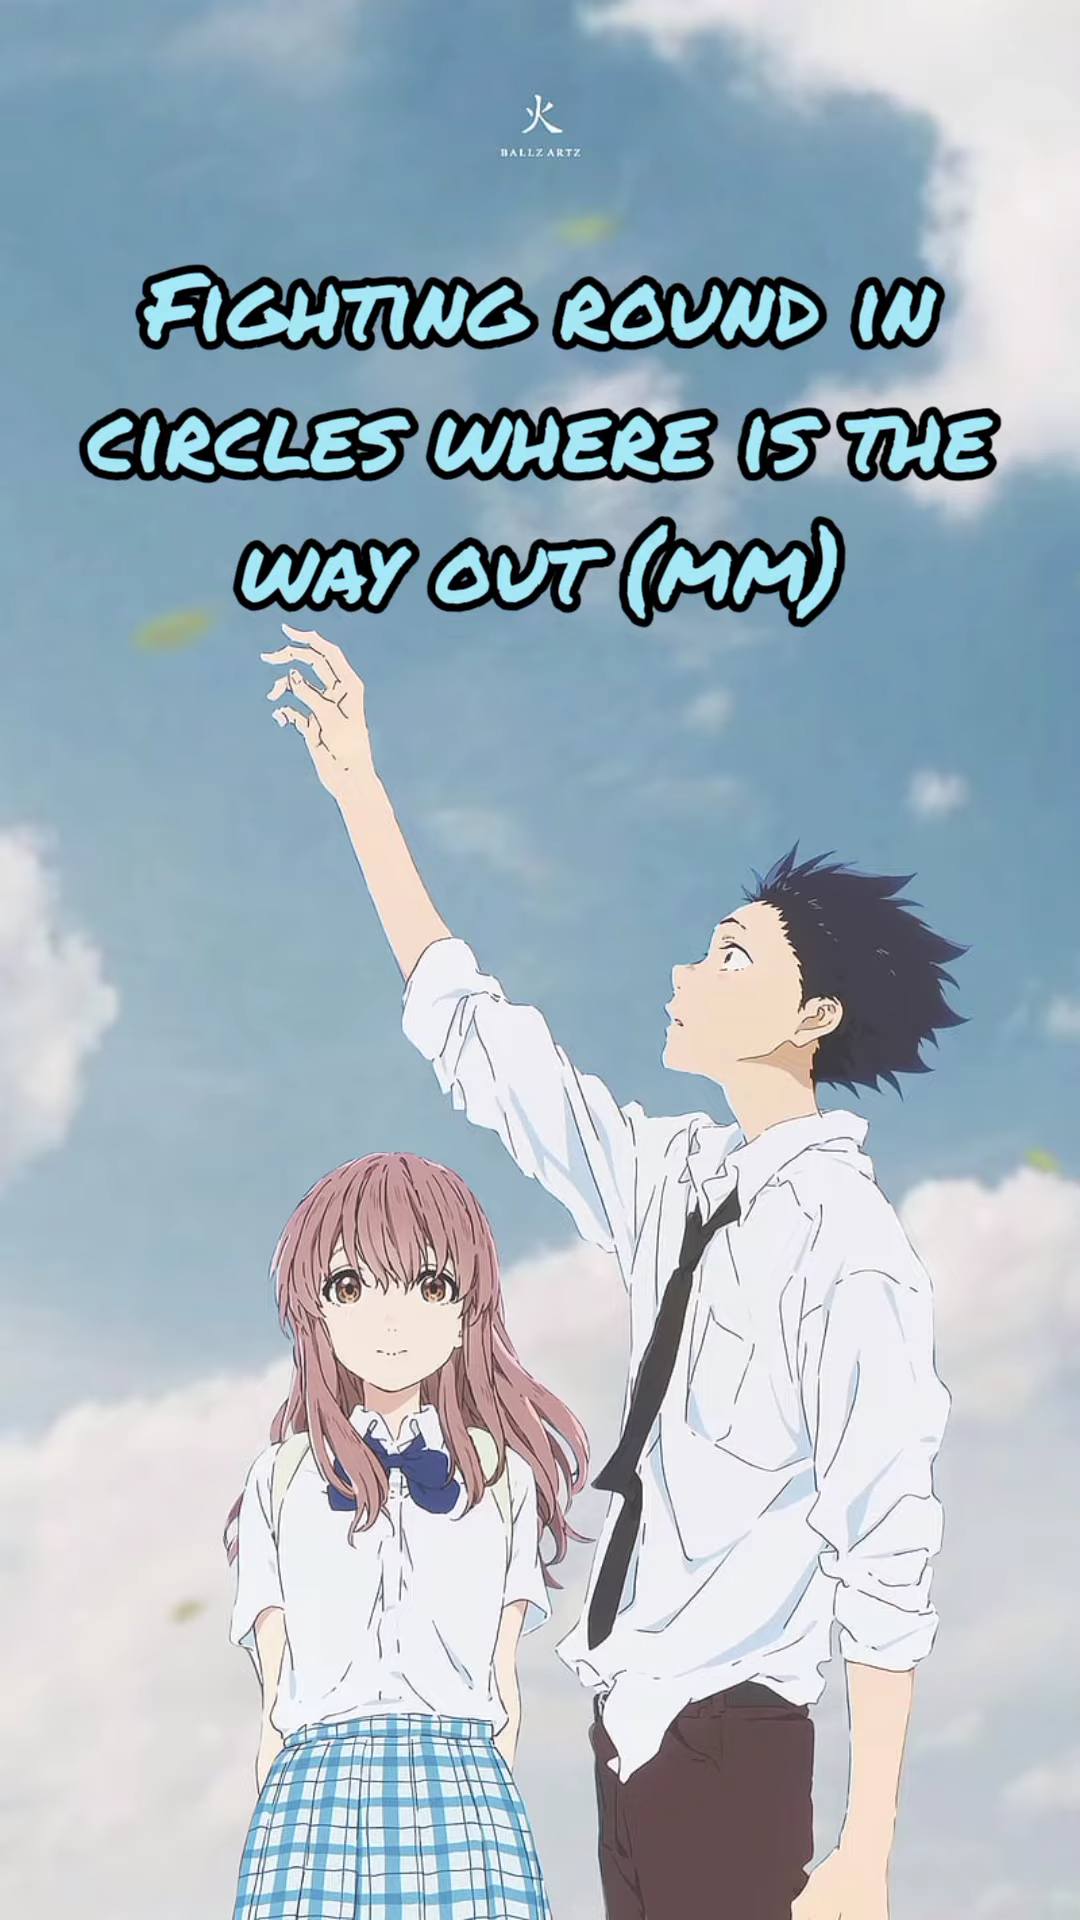 火
BALLZ ARTZ
FIGHTING ROUND IN
CIRCLES WHERE IS THE
WAY OUT (MM)